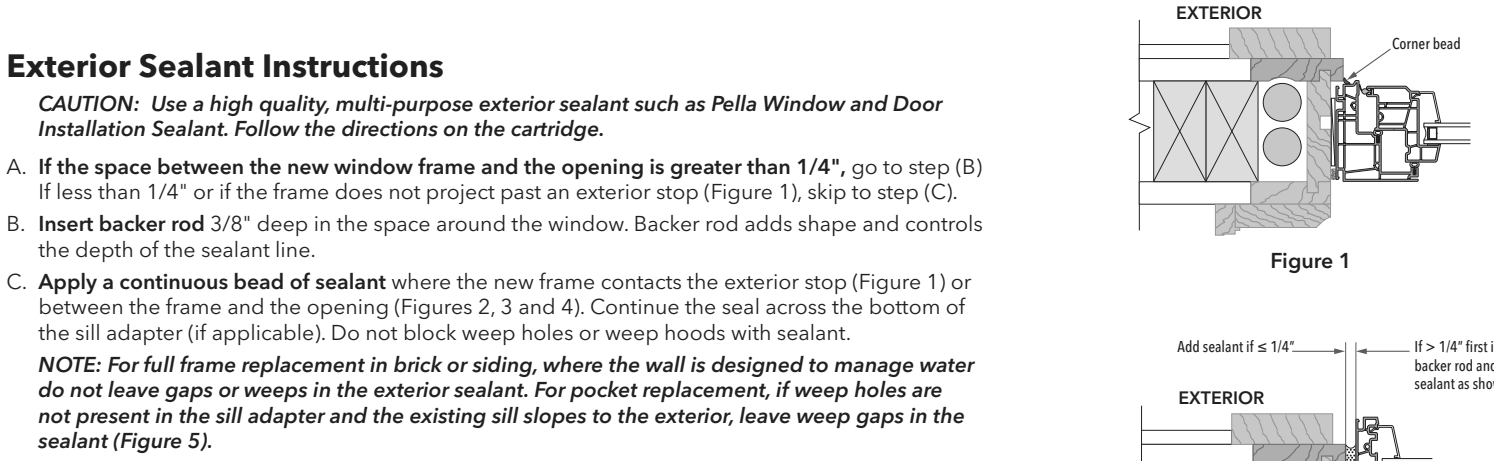 Exterior Sealant Instructions
CAUTION:  Use a high quality, multi-purpose exterior sealant such as Pella Window and Door
Installation Sealant. Follow the directions on the cartridge.
A. If the space between the new window frame and the opening is greater than 1/4", go to step (B)
If less than 1/4" or if the frame does not project past an exterior stop (Figure 1), skip to step (C).
B. Insert backer rod 3/8" deep in the space around the window. Backer rod adds shape and controls
the depth of the sealant line.
C. Apply a continuous bead of sealant where the new frame contacts the exterior stop (Figure 1) or
between the frame and the opening (Figures 2, 3 and 4). Continue the seal across the bottom of
the sill adapter (if applicable). Do not block weep holes or weep hoods with sealant.
NOTE: For full frame replacement in brick or siding, where the wall is designed to manage water
do not leave gaps or weeps in the exterior sealant. For pocket replacement, if weep holes are
not present in the sill adapter and the existing sill slopes to the exterior, leave weep gaps in the
sealant (Figure 5).
EXTERIOR
Corner bead
Figure 1
Add sealant if ≤ 1/4"
If > 1/4" first
backer rod
sealant as
EXTERIOR